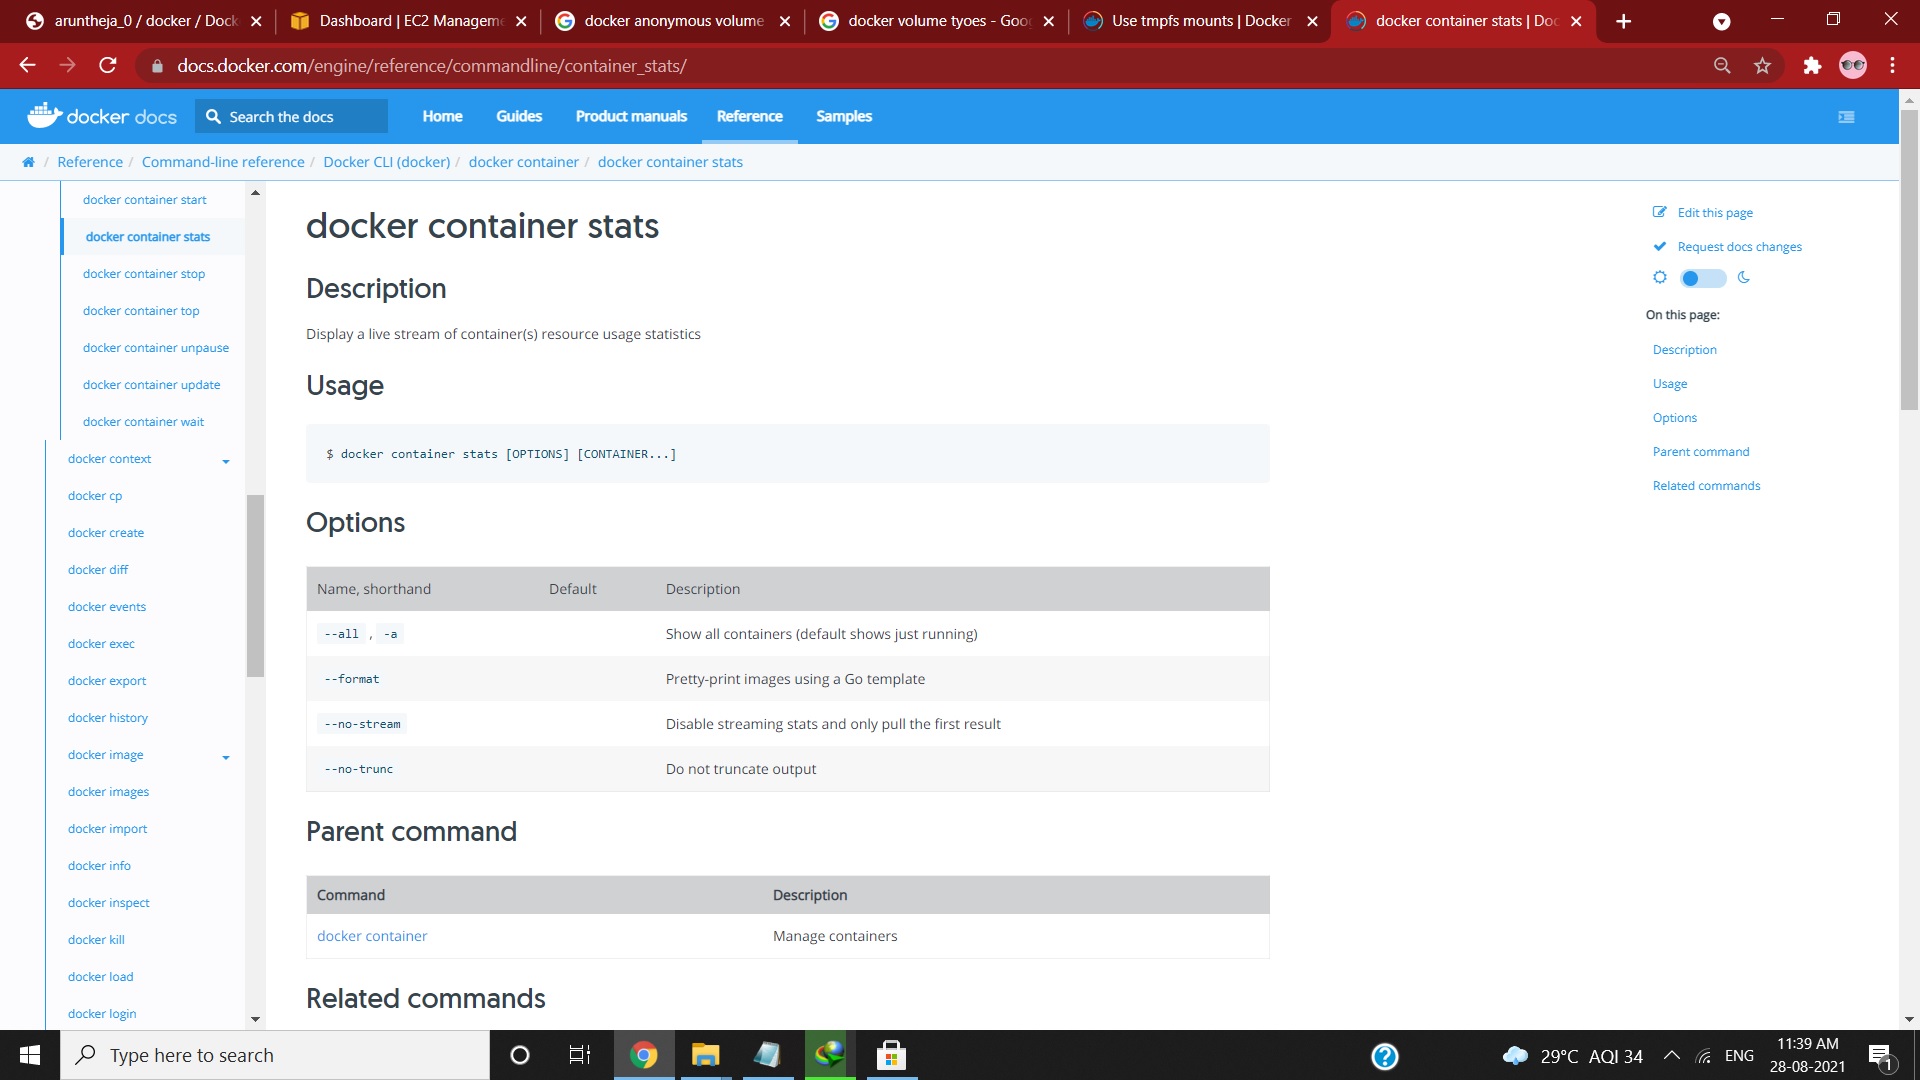 aruntheja_0 / docker / Dock
Dashboard | EC2 Manageme
docker anonymous volume
docker volume tyoes - Goo
Use tmpfs mounts | Docker
docker container stats | Doc
docs.docker.com/engine/reference/commandline/container_stats/
docker docs
Search the docs
Home
Guides
Product manuals
Reference
Samples
/ Reference / Command-line reference / Docker CLI (docker) / docker container / docker container stats
docker container start
docker container stats
docker container stop
docker container top
docker container unpause
docker container update
docker container wait
docker context
docker cp
docker create
docker diff
docker events
docker exec
docker export
docker history
docker image
docker images
docker import
docker info
docker inspect
docker kill
docker load
docker login
docker container stats
Description
Display a live stream of container(s) resource usage statistics
Usage
$ docker container stats [OPTIONS] [CONTAINER...]
Options
Name, shorthand Default Description
--all , -a Show all containers (default shows just running)
--format Pretty-print images using a Go template
--no-stream Disable streaming stats and only pull the first result
--no-trunc Do not truncate output
Parent command
Command Description
docker container Manage containers
Related commands
Edit this page
Request docs changes
On this page:
Description
Usage
Options
Parent command
Related commands
Type here to search
29°C AQI 34
ENG
11:39 AM
28-08-2021
1